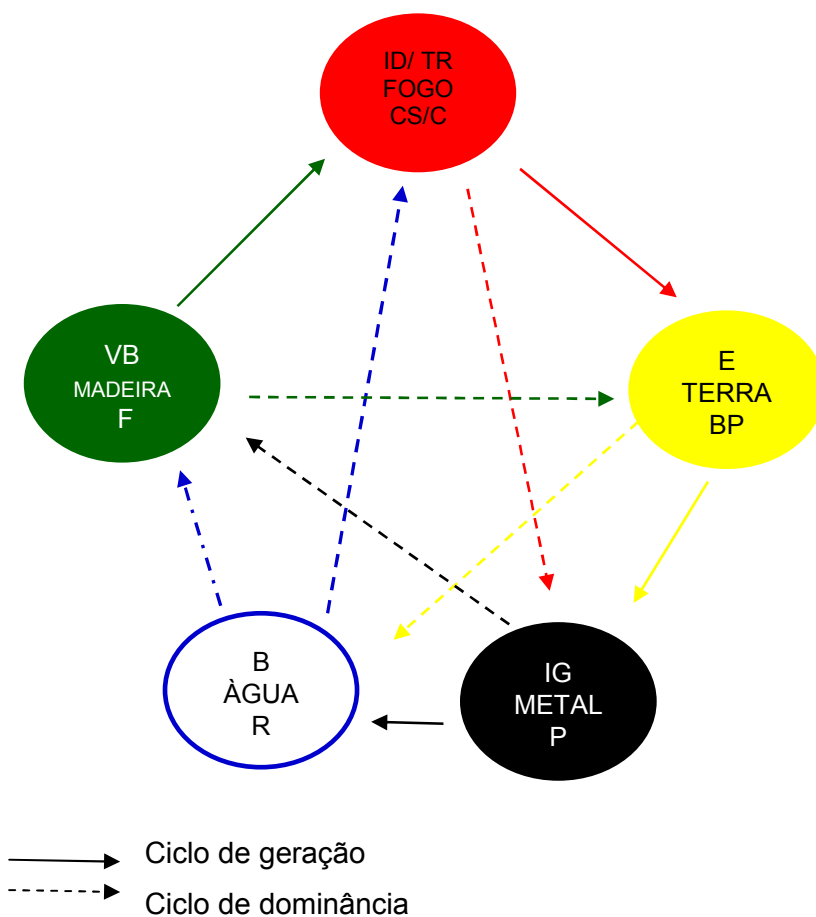 ID/ TR
FOGO
CS/C
VB
MADEIRA
F
E
TERRA
BP
B
ÀGUA
R
IG
METAL
P
Ciclo de geração
Ciclo de dominância